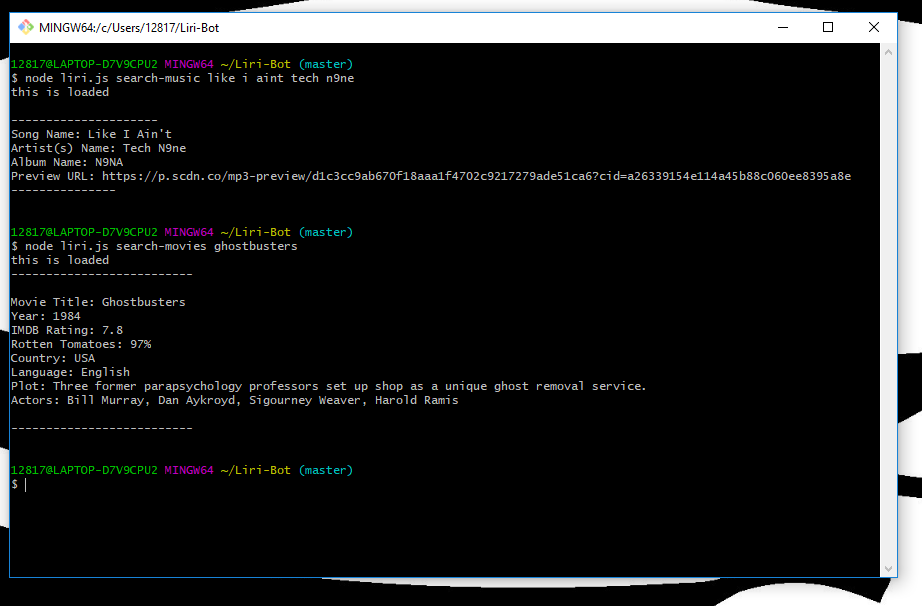 MINGW64:/c/Users/12817/Liri-Bot
12817@LAPTOP-D7V9CPU2 MINGW64 ~/Liri-Bot (master)
$ node liri.js search-music like i aint tech n9ne
this is loaded
---------------------
Song Name: Like I Ain't
Artist(s) Name: Tech N9ne
Album Name: N9NA
Preview URL: https://p.scdn.co/mp3-preview/d1c3cc9ab670f18aaa1f4702c9217279ade51ca6?cid=a26339154e114a45b88c060ee8395a8e
---------------
12817@LAPTOP-D7V9CPU2 MINGW64 ~/Liri-Bot (master)
$ node liri.js search-movies ghostbusters
this is loaded
--------------------------
Movie Title: Ghostbusters
Year: 1984
IMDB Rating: 7.8
Rotten Tomatoes: 97%
Country: USA
Language: English
Plot: Three former parapsychology professors set up shop as a unique ghost removal service.
Actors: Bill Murray, Dan Aykroyd, Sigourney Weaver, Harold Ramis
--------------------------
12817@LAPTOP-D7V9CPU2 MINGW64 ~/Liri-Bot (master)
$